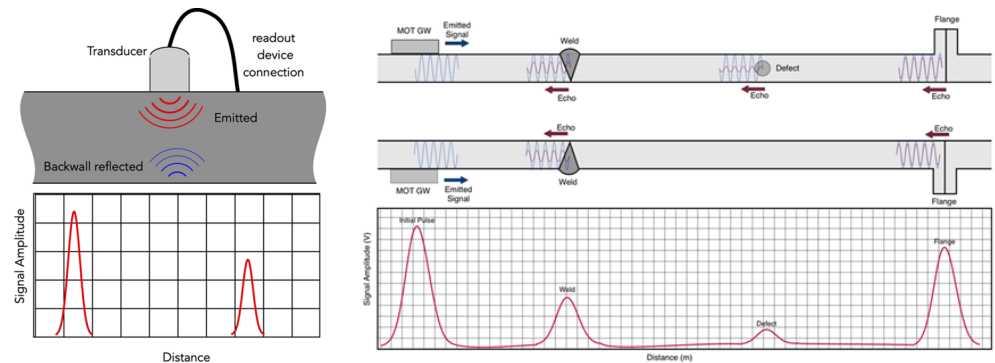 Transducer
readout
device
connection
Emitted
Backwall reflected
Signal Amplitude
Distance
MOT GW
Emitted
Signal
Weld
Defect
Flange
Echo
Echo
Echo
Echo
Echo
MOT GW
Emitted
Signal
Weld
Flange
Signal Amplitude (V)
Initial Pulse
Weld
Defect
Flange
Distance (m)